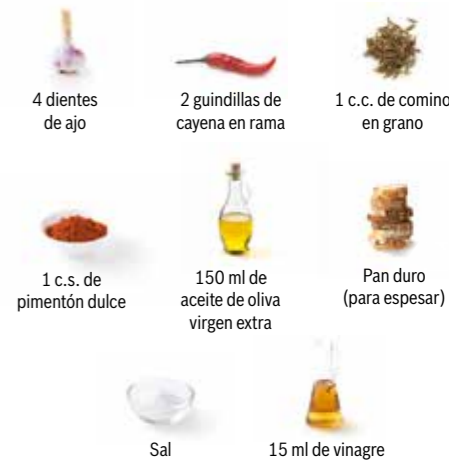 4 dientes
de ajo
2 guindillas de
cayena en rama
1 c.c. de comino
en grano
1 c.s. de
pimentón dulce
150 ml de
aceite de oliva
virgen extra
Pan duro
(para espesar)
Sal
15 ml de vinagre